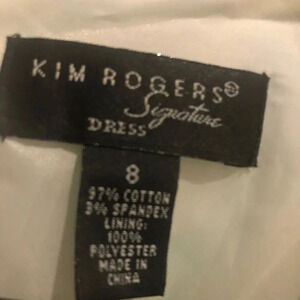 KIM ROGERS®
Signature
DRESS
8
97% COTTON
3% SPANDEX
LINING:
100%
POLYESTER
MADE IN
CHINA